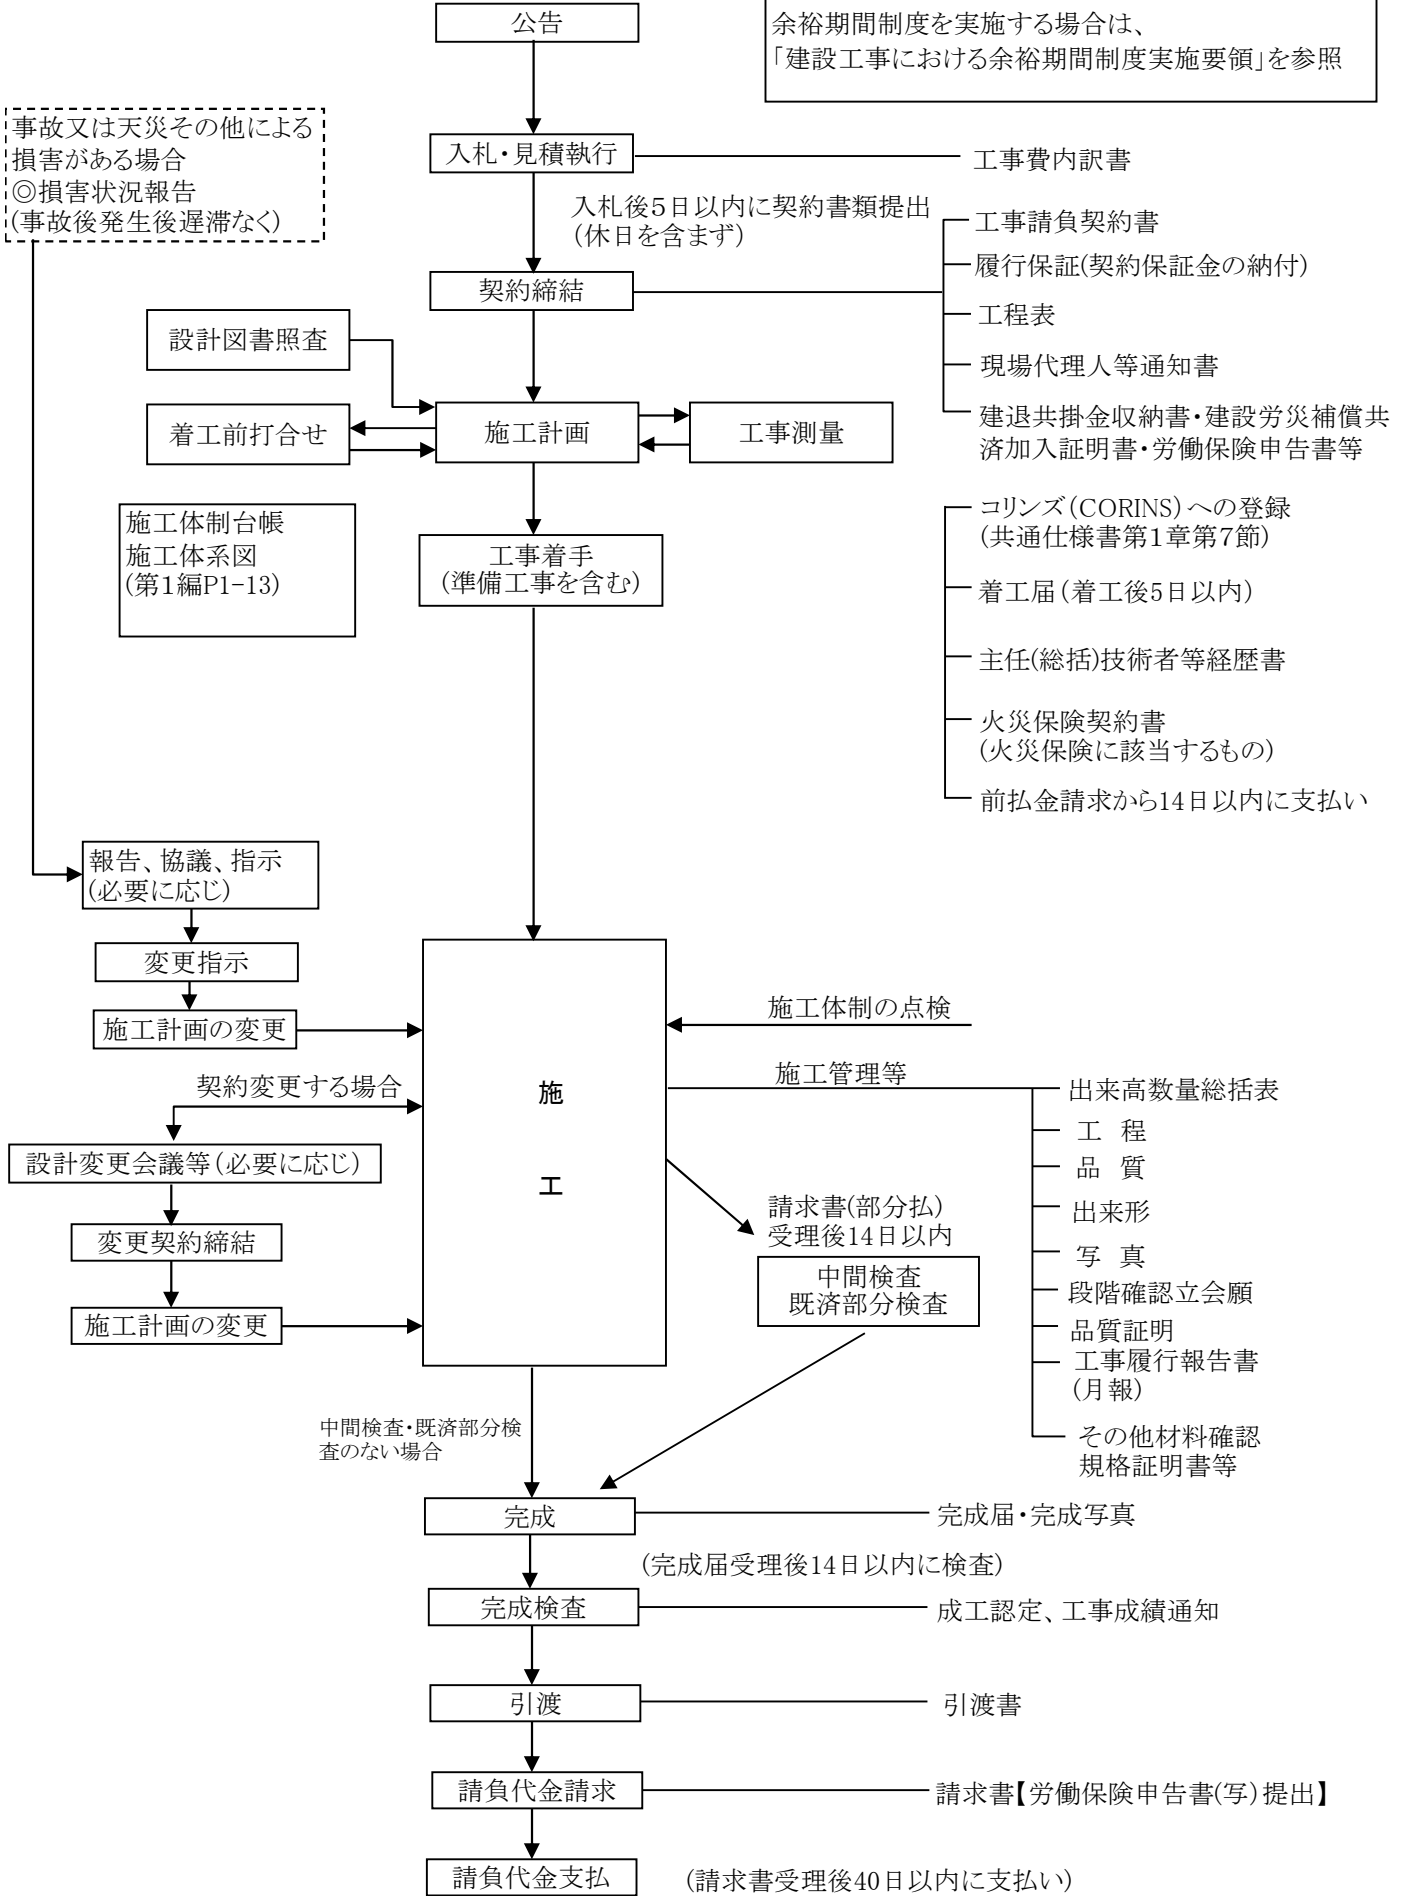 公告
余裕期間制度を実施する場合は、
「建設工事における余裕期間制度実施要領」を参照
事故又は天災その他による
損害がある場合
◎損害状況報告
(事故後発生後遅滞なく)
入札・見積執行
工事費内訳書
入札後5日以内に契約書類提出
(休日を含まず)
契約締結
工事請負契約書
履行保証(契約保証金の納付)
工程表
現場代理人等通知書
建退共掛金収納書・建設労災補償共
済加入証明書・労働保険申告書等
設計図書照査
着工前打合せ
施工計画
工事測量
施工体制台帳
施工体系図
(第1編P1-13)
工事着手
(準備工事を含む)
コリンズ(CORINS)への登録
(共通仕様書第1章第7節)
着工届(着工後5日以内)
主任(総括)技術者等経歴書
火災保険契約書
(火災保険に該当するもの)
前払金請求から14日以内に支払い
報告、協議、指示
(必要に応じ)
変更指示
施工計画の変更
契約変更する場合
設計変更会議等(必要に応じ)
変更契約締結
施工計画の変更
施
工
施工体制の点検
施工管理等
出来高数量総括表
工 程
品 質
出来形
写 真
段階確認立会願
品質証明
工事履行報告書
(月報)
その他材料確認
規格証明書等
請求書(部分払)
受理後14日以内
中間検査
既済部分検査
中間検査・既済部分検
査のない場合
完成
完成届・完成写真
(完成届受理後14日以内に検査)
完成検査
成工認定、工事成績通知
引渡
引渡書
請負代金請求
請求書【労働保険申告書(写)提出】
請負代金支払
(請求書受理後40日以内に支払い)